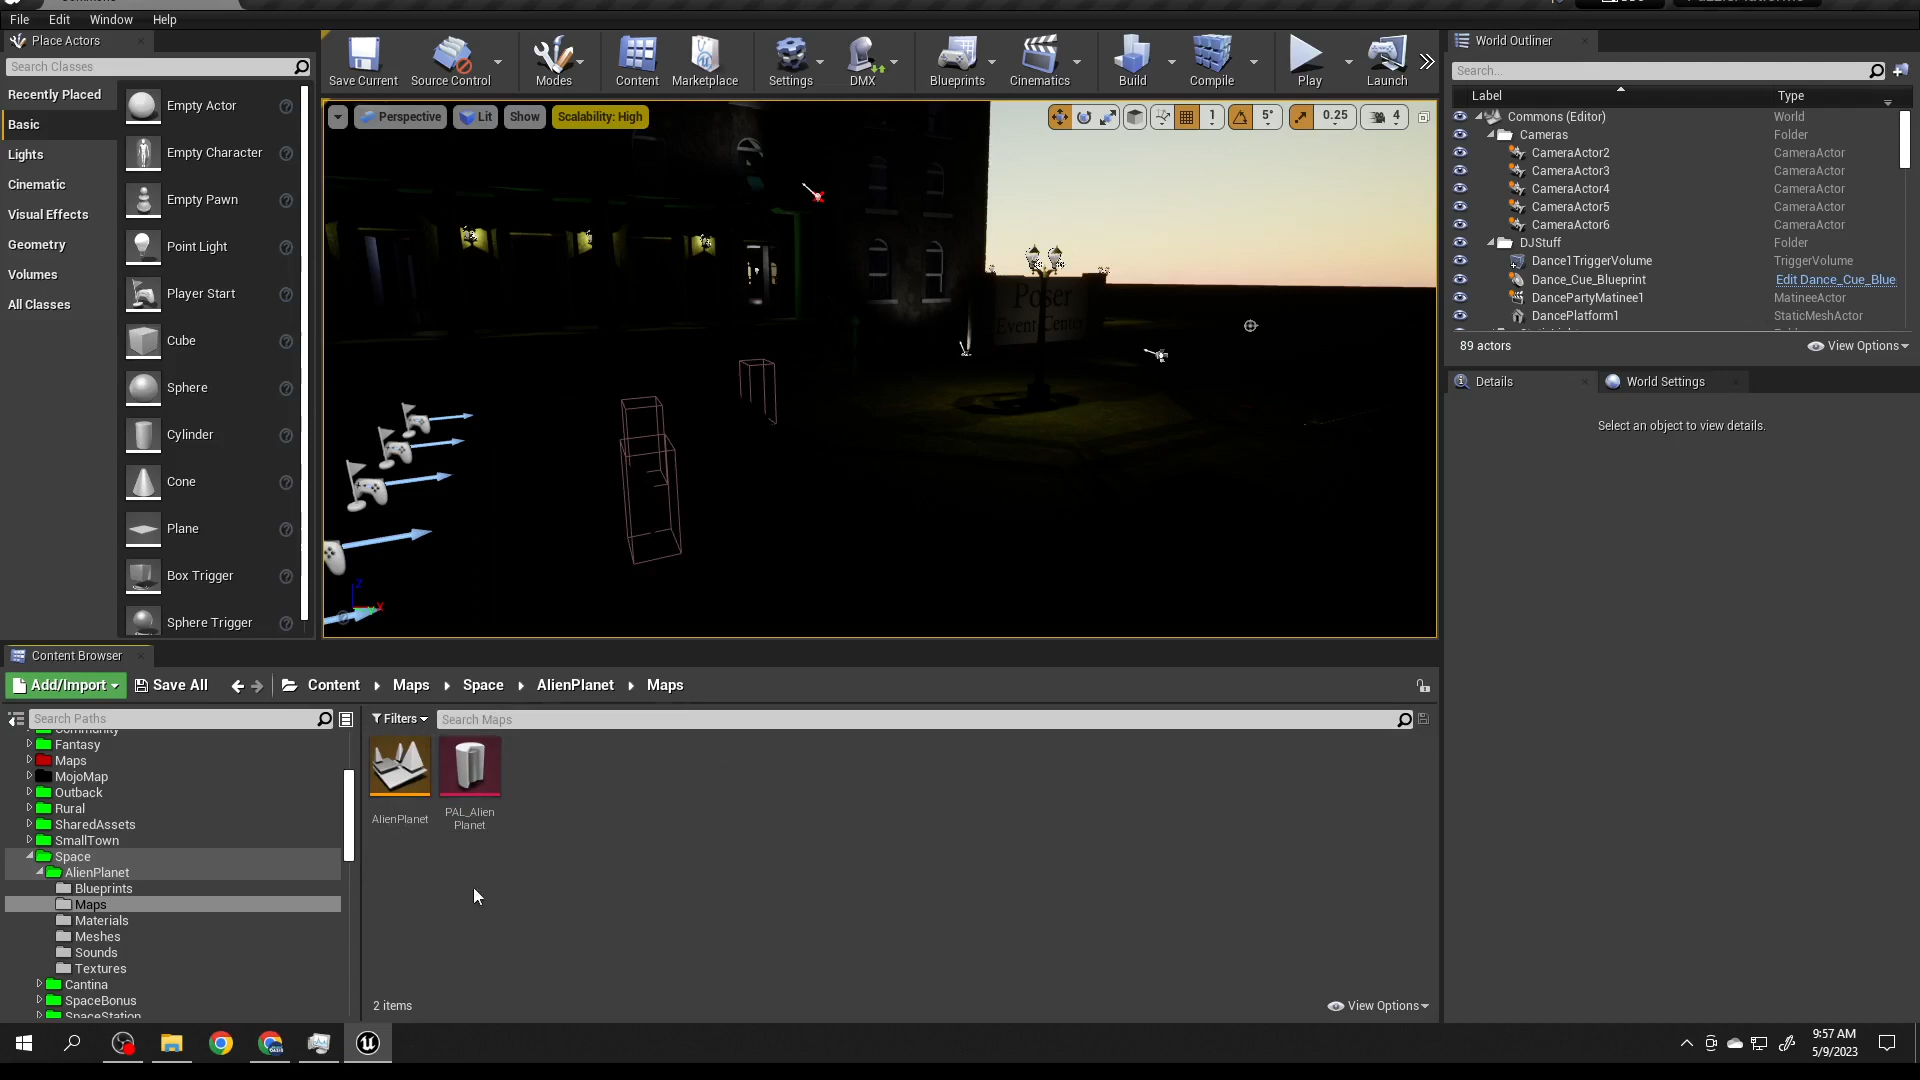 File Edit Window Help
Place Actors
Search Classes
Recently Placed
Basic
Lights
Cinematic
Visual Effects
Geometry
Volumes
All Classes
Empty Actor
Empty Character
Empty Pawn
Point Light
Player Start
Cube
Sphere
Cylinder
Cone
Plane
Box Trigger
Sphere Trigger
Save Current
Source Control
Modes
Content
Marketplace
Settings
DMX
Blueprints
Cinematics
Build
Compile
Play
Launch
Perspective
Lit
Show
Scalability: High
1
5°
0.25
4
Poser
Event Center
Z
X
World Outliner
Search...
Label Type
Commons (Editor) World
Cameras Folder
CameraActor2 CameraActor
CameraActor3 CameraActor
CameraActor4 CameraActor
CameraActor5 CameraActor
CameraActor6 CameraActor
DJStuff Folder
Dance1TriggerVolume TriggerVolume
Dance_Cue_Blueprint Edit Dance_Cue_Blue
DancePartyMatinee1 MatineeActor
DancePlatform1 StaticMeshActor
89 actors
View Options
Details
World Settings
Select an object to view details.
Content Browser
Add/Import
Save All
Content Maps Space AlienPlanet Maps
Search Paths
Filters
Search Maps
Community
Fantasy
Maps
MojoMap
Outback
Rural
SharedAssets
SmallTown
Space
AlienPlanet
Blueprints
Maps
Materials
Meshes
Sounds
Textures
Cantina
SpaceBonus
SpaceStation
AlienPlanet
PAL_Alien
Planet
2 items
View Options
9:57 AM
5/9/2023